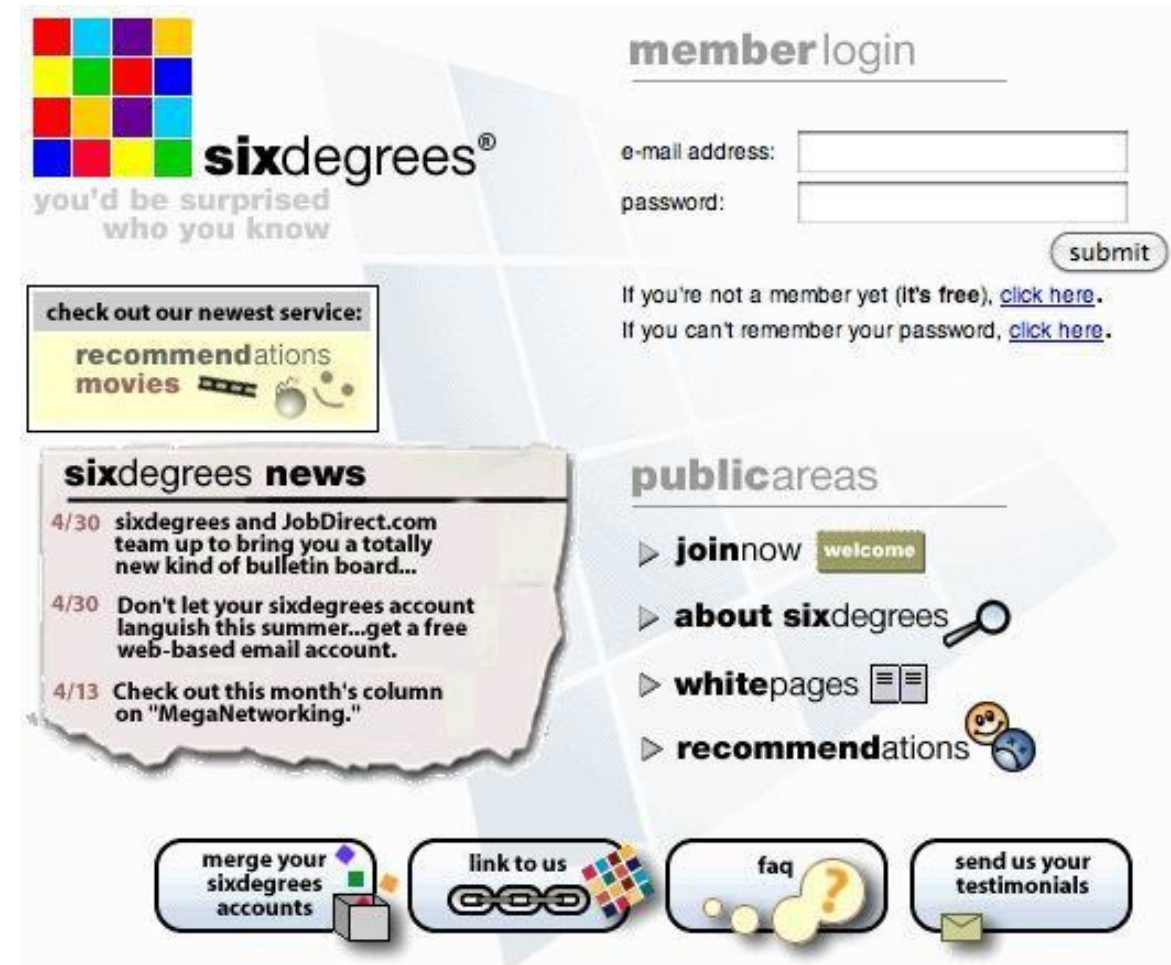 sixdegrees®
you'd be surprised
who you know
memberlogin
e-mail address:
password:
submit
If you're not a member yet (it's free), click here.
If you can't remember your password, click here.
check out our newest service:
recommendations
movies
sixdegrees news
4/30 sixdegrees and JobDirect.com
team up to bring you a totally
new kind of bulletin board...
4/30 Don't let your sixdegrees account
languish this summer...get a free
web-based email account.
4/13 Check out this month's column
on "MegaNetworking."
publicareas
joinnow welcome
about sixdegrees
whitepages
recommendations
merge your
sixdegrees
accounts
link to us
faq
?
send us your
testimonials